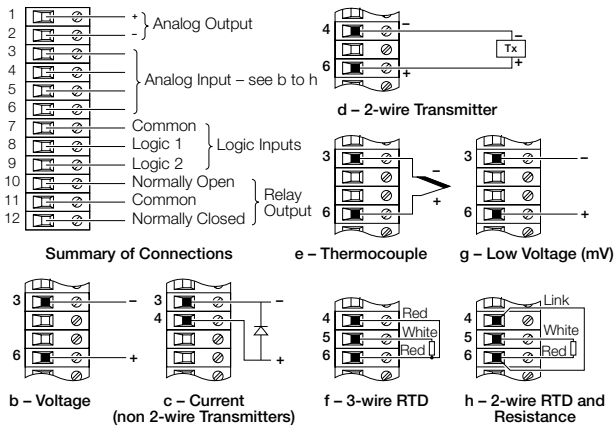 1 + Analog Output
2 –
3
4 Analog Input – see b to h
5
6
7 Common
8 Logic 1 Logic Inputs
9 Logic 2
10 Normally Open
11 Common Relay Output
12 Normally Closed
Summary of Connections
4 –
– Tx +
6 +
d – 2-wire Transmitter
3 –
6 +
e – Thermocouple
3 –
6 +
g – Low Voltage (mV)
3 –
6 +
b – Voltage
3 –
4 +
c – Current
(non 2-wire Transmitters)
4 Red
5 White
6 Red
f – 3-wire RTD
Link
4
5 White
6 Red
h – 2-wire RTD and
Resistance